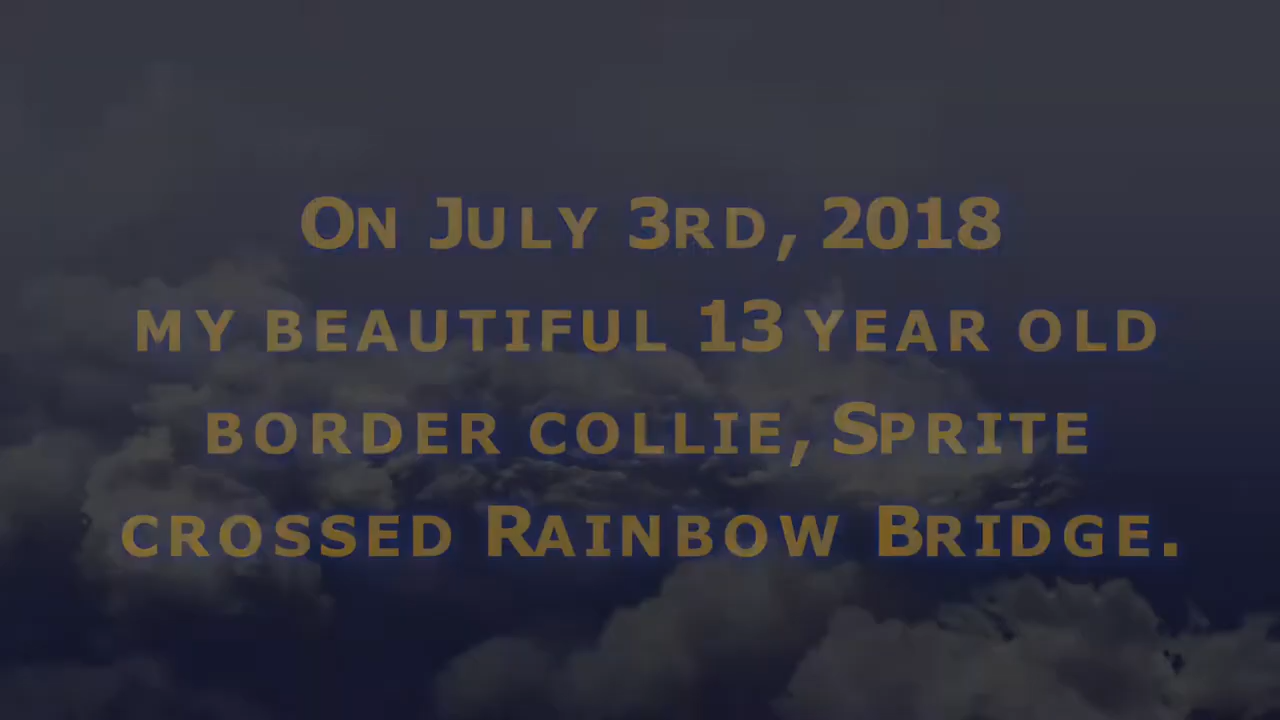 On July 3rd, 2018
my beautiful 13 year old
border collie, Sprite
crossed Rainbow Bridge.